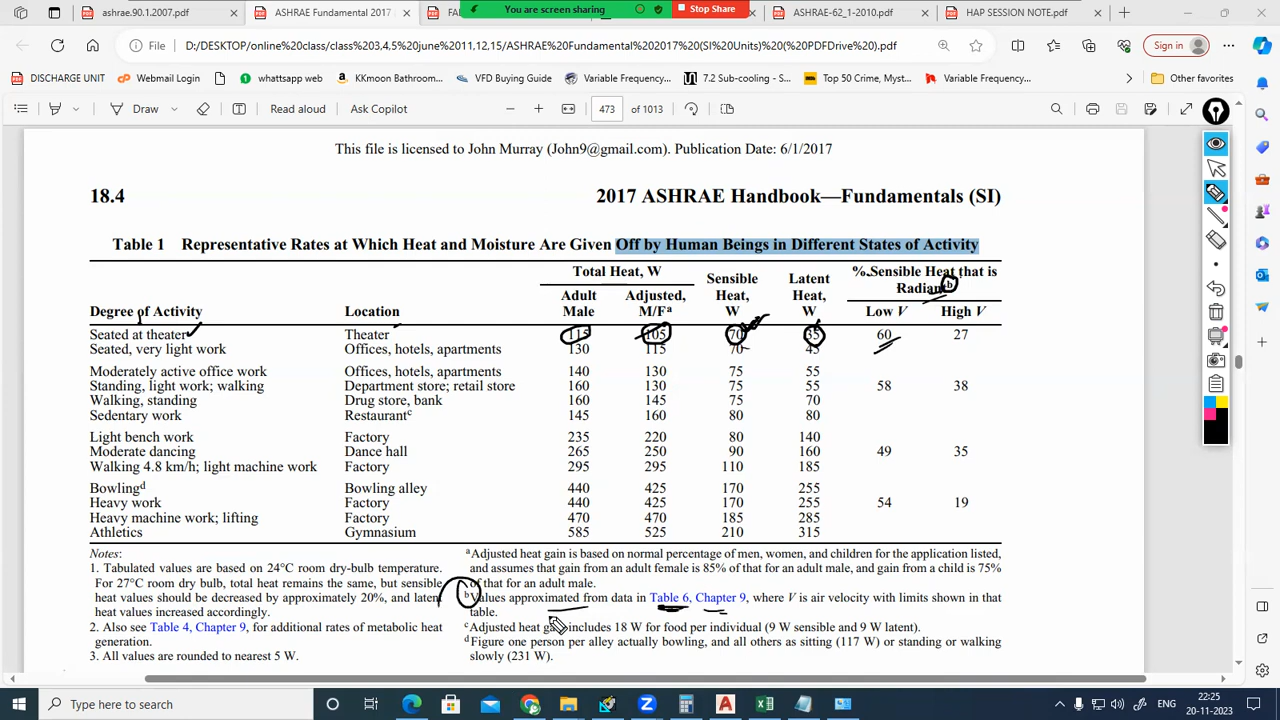 ashrae 90.1.2007.pdf
ASHRAE Fundamental 2017
You are screen sharing
Stop Share
ASHRAE-62_1-2010.pdf
HAP SESSION NOTE.pdf
File
D:/DESKTOP/online%20class/class%203,4,5%20june%2011,12,15/ASHRAE%20Fundamental%202017%20(SI%20Units)%20(%20PDFDrive%20).pdf
Sign in
DISCHARGE UNIT
Webmail Login
whattsapp web
KKmoon Bathroom...
VFD Buying Guide
Variable Frequency...
7.2 Sub-cooling - S...
Top 50 Crime, Myst...
Variable Frequency...
Other favorites
Draw
Read aloud
Ask Copilot
473
of 1013
This file is licensed to John Murray (John9@gmail.com). Publication Date: 6/1/2017
18.4 2017 ASHRAE Handbook—Fundamentals (SI)
Table 1 Representative Rates at Which Heat and Moisture Are Given Off by Human Beings in Different States of Activity
Total Heat, W Sensible Heat, W Latent Heat, W % Sensible Heat that is Radiantb
Degree of Activity Location Adult Male Adjusted, M/Fa Low V High V
Seated at theater Theater 115 105 70 35 60 27
Seated, very light work Offices, hotels, apartments 130 115 70 45
Moderately active office work Offices, hotels, apartments 140 130 75 55
Standing, light work; walking Department store; retail store 160 130 75 55 58 38
Walking, standing Drug store, bank 160 145 75 70
Sedentary work Restaurantc 145 160 80 80
Light bench work Factory 235 220 80 140
Moderate dancing Dance hall 265 250 90 160 49 35
Walking 4.8 km/h; light machine work Factory 295 295 110 185
Bowlingd Bowling alley 440 425 170 255
Heavy work Factory 440 425 170 255 54 19
Heavy machine work; lifting Factory 470 470 185 285
Athletics Gymnasium 585 525 210 315
Notes:
1. Tabulated values are based on 24°C room dry-bulb temperature.
For 27°C room dry bulb, total heat remains the same, but sensible
heat values should be decreased by approximately 20%, and latent
heat values increased accordingly.
2. Also see Table 4, Chapter 9, for additional rates of metabolic heat
generation.
3. All values are rounded to nearest 5 W.
aAdjusted heat gain is based on normal percentage of men, women, and children for the application listed,
and assumes that gain from an adult female is 85% of that for an adult male, and gain from a child is 75%
of that for an adult male.
bValues approximated from data in Table 6, Chapter 9, where V is air velocity with limits shown in that
table.
cAdjusted heat gain includes 18 W for food per individual (9 W sensible and 9 W latent).
dFigure one person per alley actually bowling, and all others as sitting (117 W) or standing or walking
slowly (231 W).
Type here to search
ENG
22:25
20-11-2023